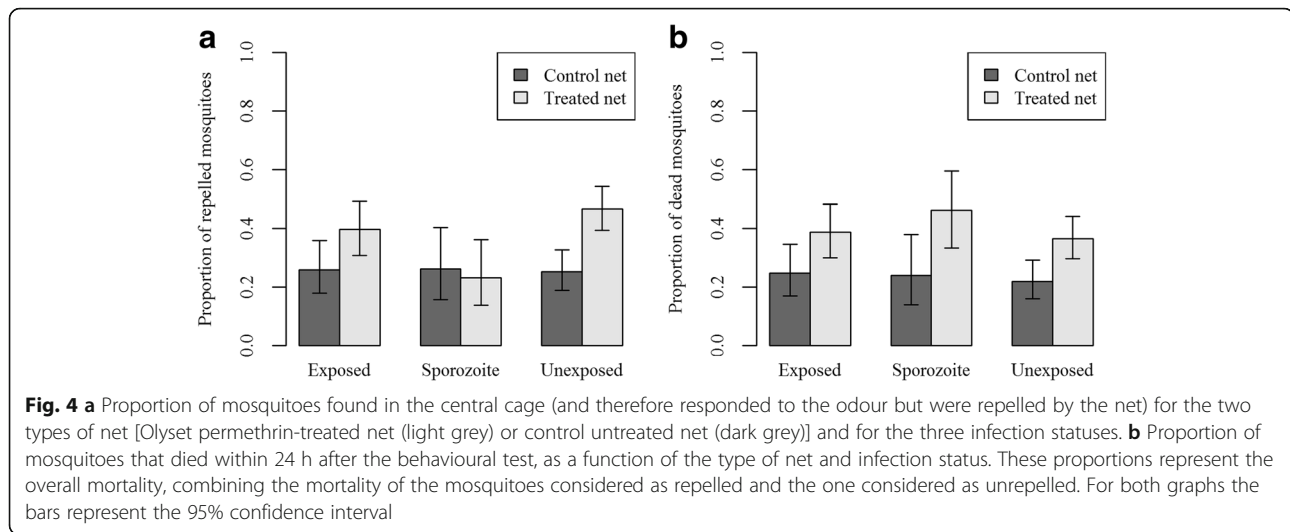 a
b
Proportion of repelled mosquitoes
0.0 0.2 0.4 0.6 0.8 1.0
Control net
Treated net
Exposed Sporozoite Unexposed
Proportion of dead mosquitoes
0.0 0.2 0.4 0.6 0.8 1.0
Control net
Treated net
Exposed Sporozoite Unexposed
Fig. 4 a Proportion of mosquitoes found in the central cage (and therefore responded to the odour but were repelled by the net) for the two
types of net [Olyset permethrin-treated net (light grey) or control untreated net (dark grey)] and for the three infection statuses. b Proportion of
mosquitoes that died within 24 h after the behavioural test, as a function of the type of net and infection status. These proportions represent the
overall mortality, combining the mortality of the mosquitoes considered as repelled and the one considered as unrepelled. For both graphs the
bars represent the 95% confidence interval